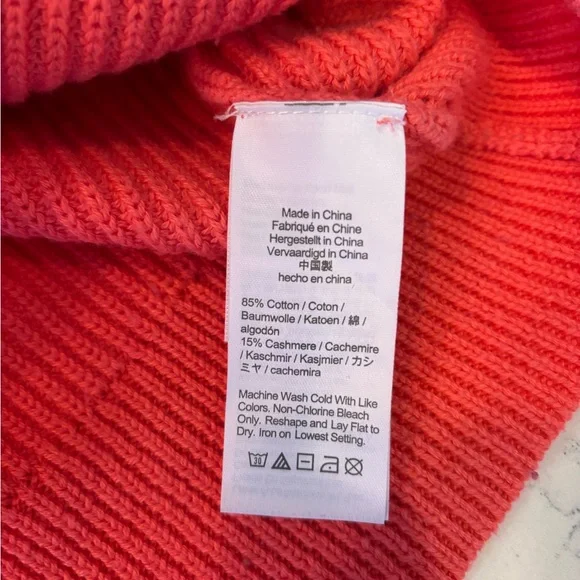 Made in China
Fabriqué en Chine
Hergestellt in China
Vervaardigd in China
中国製
hecho en china
85% Cotton / Coton /
Baumwolle / Katoen / 綿 /
algodón
15% Cashmere / Cachemire
/ Kaschmir / Kasjmier / カシ
ミヤ / cachemira
Machine Wash Cold With Like
Colors. Non-Chlorine Bleach
Only. Reshape and Lay Flat to
Dry. Iron on Lowest Setting.
30